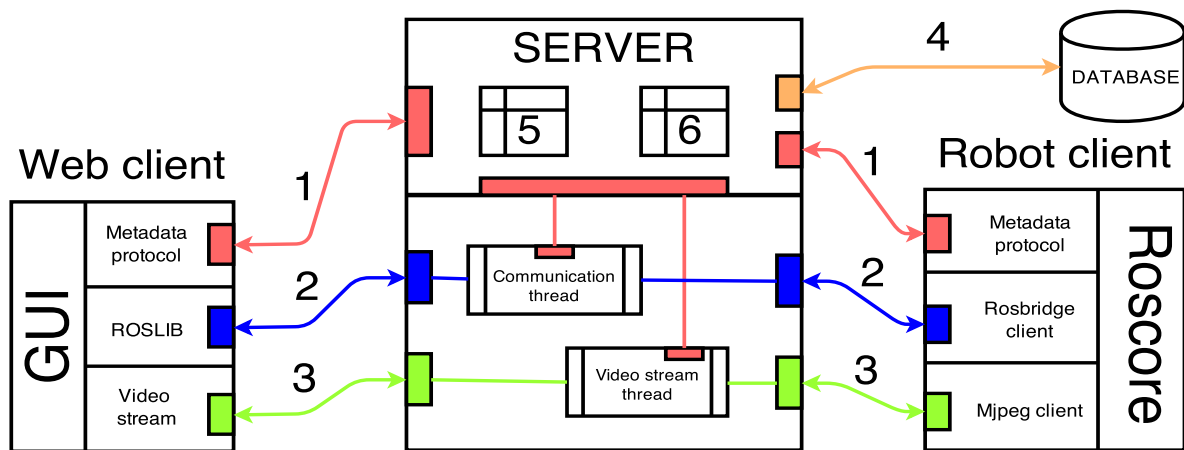 SERVER
4
DATABASE
5
6
Web client
1
1
Robot client
GUI
Metadata
protocol
Metadata
protocol
Roscore
2
Communication
thread
2
ROSLIB
Rosbridge
client
3
Video stream
thread
3
Video
stream
Mjpeg client